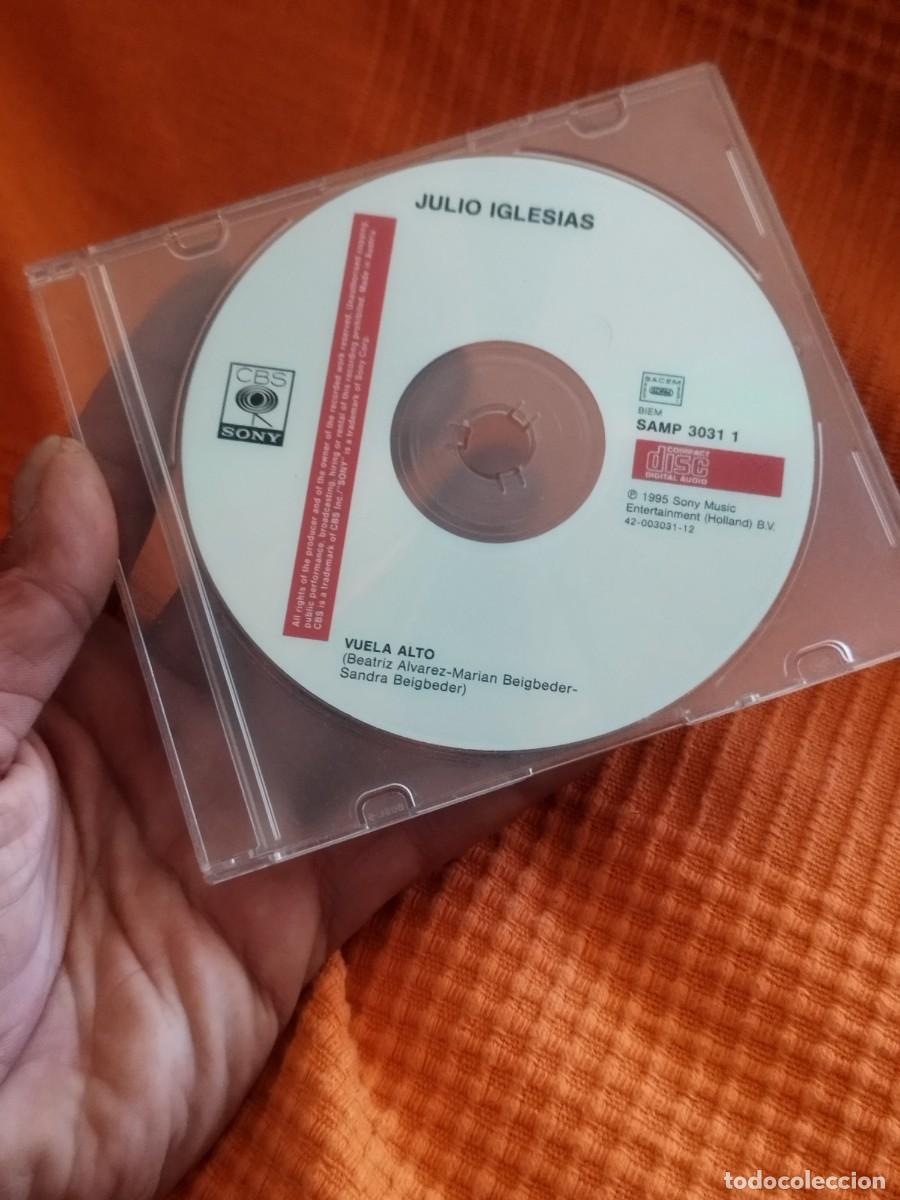 JULIO IGLESIAS
CBS
SONY
All rights of the producer and of the owner of the recorded work reserved. Unauthorised copying,
public performance, broadcasting, hiring or rental of this recording prohibited. Made in Austria
CBS is a trademark of CBS Inc./"SONY" is a trademark of Sony Corp.
SACEM
BIEM
SAMP 3031 1
COMPACT
disc
DIGITAL AUDIO
℗ 1995 Sony Music
Entertainment (Holland) B.V.
42-003031-12
VUELA ALTO
(Beatriz Alvarez-Marian Beigbeder-
Sandra Beigbeder)
todocoleccion